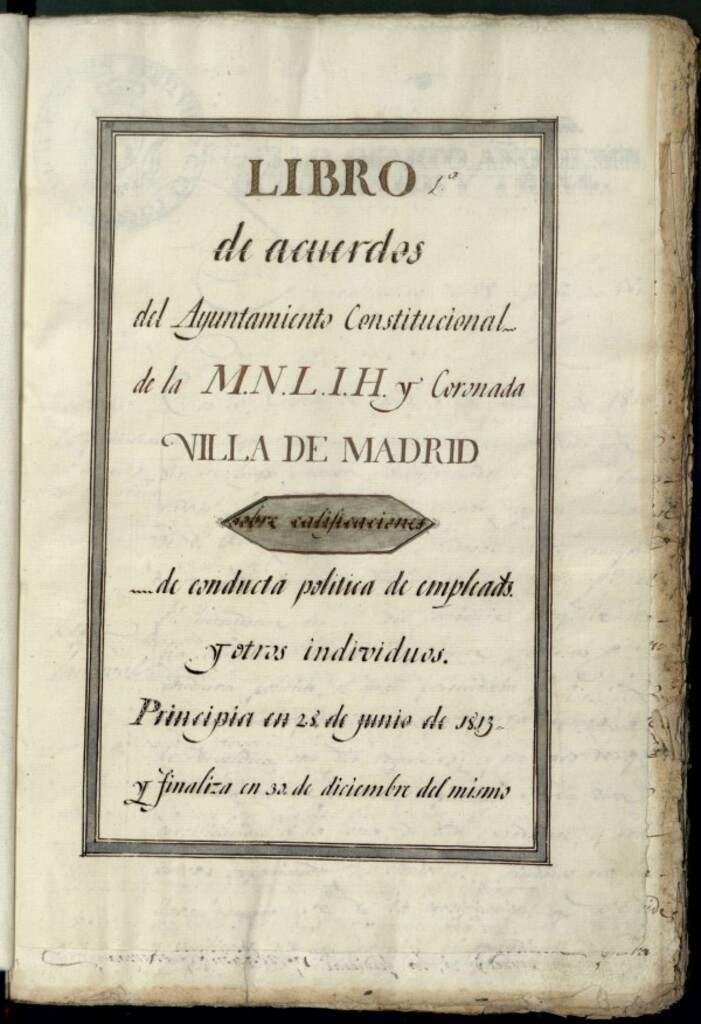 LIBRO 1º
de acuerdos
del Ayuntamiento Constitucional
de la M.N.L.I.H. y Coronada
VILLA DE MADRID
sobre calificaciones
de conducta politica de empleads.
y otros individuos.
Principia en 28 de junio de 1813
y finaliza en 30 de diciembre del mismo